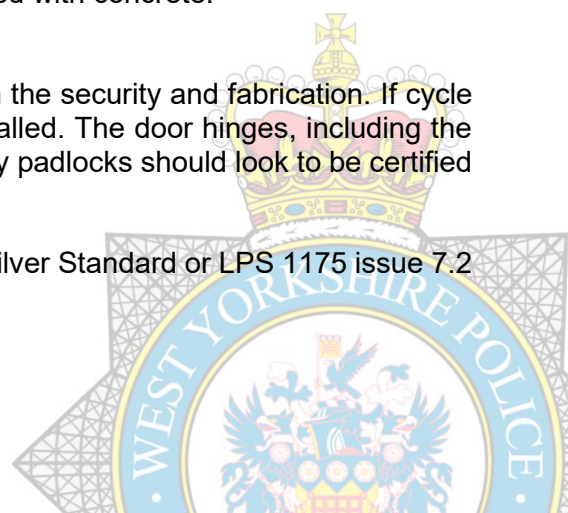 ed with concrete.
the security and fabrication. If cycle
alled. The door hinges, including the
y padlocks should look to be certified
ilver Standard or LPS 1175 issue 7.2
WEST YORKSHIRE POLICE